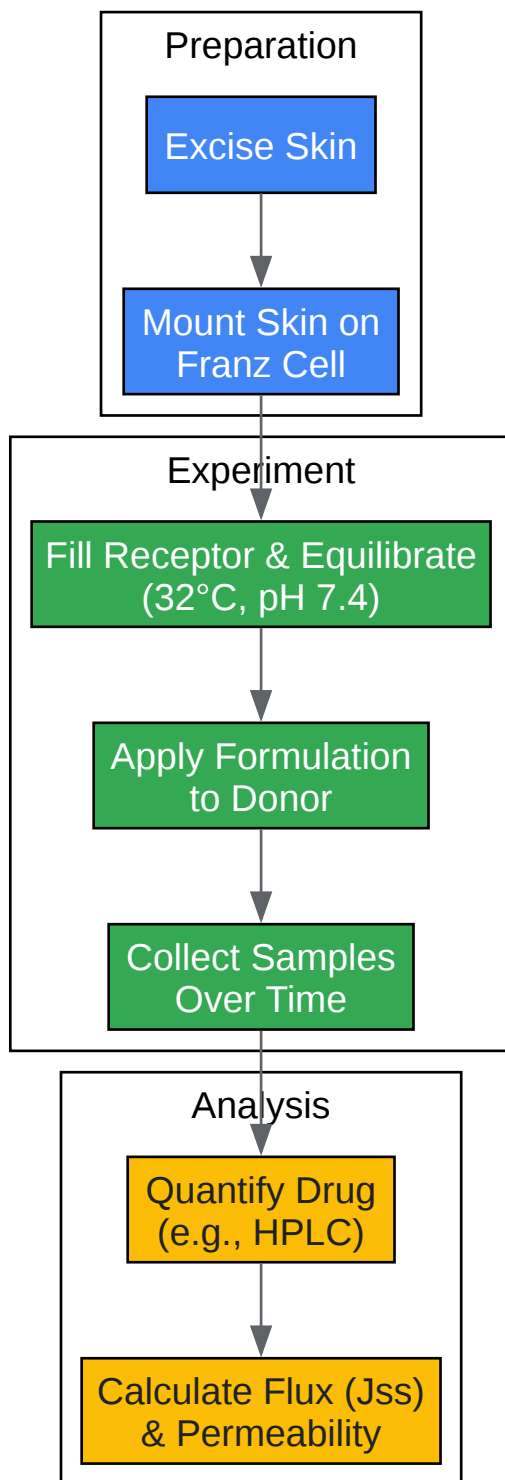 Preparation
Excise Skin
Mount Skin on
Franz Cell
Experiment
Fill Receptor & Equilibrate
(32°C, pH 7.4)
Apply Formulation
to Donor
Collect Samples
Over Time
Analysis
Quantify Drug
(e.g., HPLC)
Calculate Flux (Jss)
& Permeability